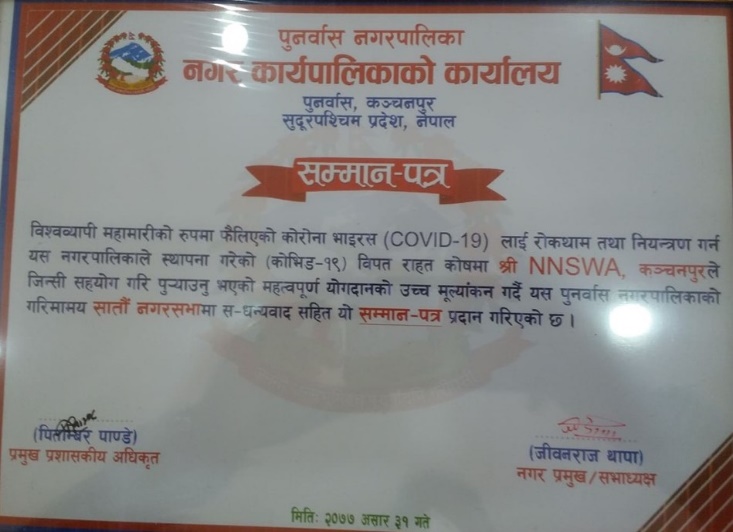 पुनर्वास नगरपालिका
नगर कार्यपालिकाको कार्यालय
पुनर्वास, कञ्चनपुर
सुदूरपश्चिम प्रदेश, नेपाल
सम्मान-पत्र
विश्वव्यापी महामारीको रुपमा फैलिएको कोरोना भाइरस (COVID-19) लाई रोकथाम तथा नियन्त्रण गर्न
यस नगरपालिकाले स्थापना गरेको (कोभिड-१९) विपत राहत कोषमा श्री NNSWA, कञ्चनपुरले
जिन्सी सहयोग गरि पुऱ्याउनु भएको महत्वपूर्ण योगदानको उच्च मूल्यांकन गर्दै यस पुनर्वास नगरपालिकाको
गरिमामय सातौं नगरसभामा स-धन्यवाद सहित यो सम्मान-पत्र प्रदान गरिएको छ ।
(पिताम्बर पाण्डे)
प्रमुख प्रशासकीय अधिकृत
(जीवनराज थापा)
नगर प्रमुख/सभाध्यक्ष
मितिः २०७७ असार ३१ गते